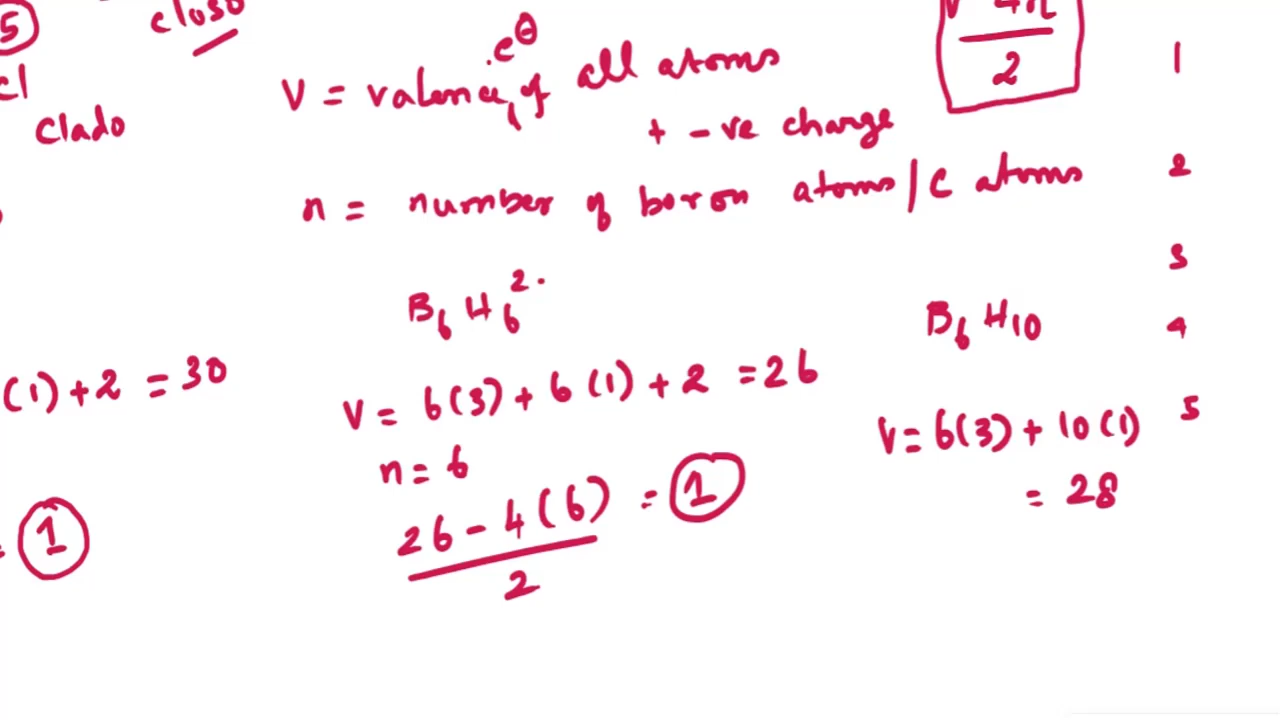 5
closo
cl
clado
V = valence e⊖ of all atoms
+ -ve charge
n = number of boron atoms / C atoms
2
1
2
3
4
5
(1) + 2 = 30
1
B6H6 2-
V = 6(3) + 6(1) + 2 = 26
n = 6
26 - 4(6) / 2 = 1
B6H10
V = 6(3) + 10(1)
= 28